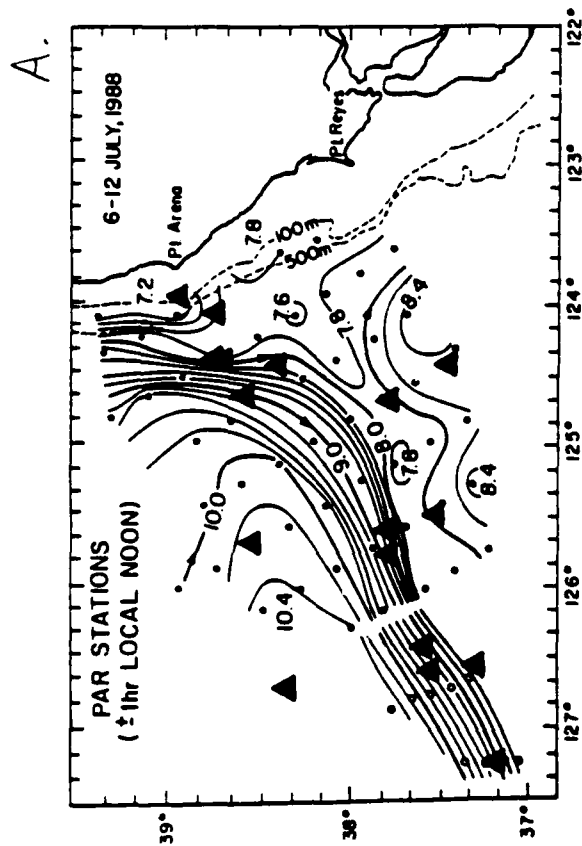 A.
PAR STATIONS
(±1hr LOCAL NOON)
6-12 JULY, 1988
Pt Arena
Pt.Reyes
100m
500m
7.2
7.8
7.6
7.8
8.4
10.0
9.0
8.0
7.8
8.4
10.4
39°
38°
37°
127°
126°
125°
124°
123°
122°